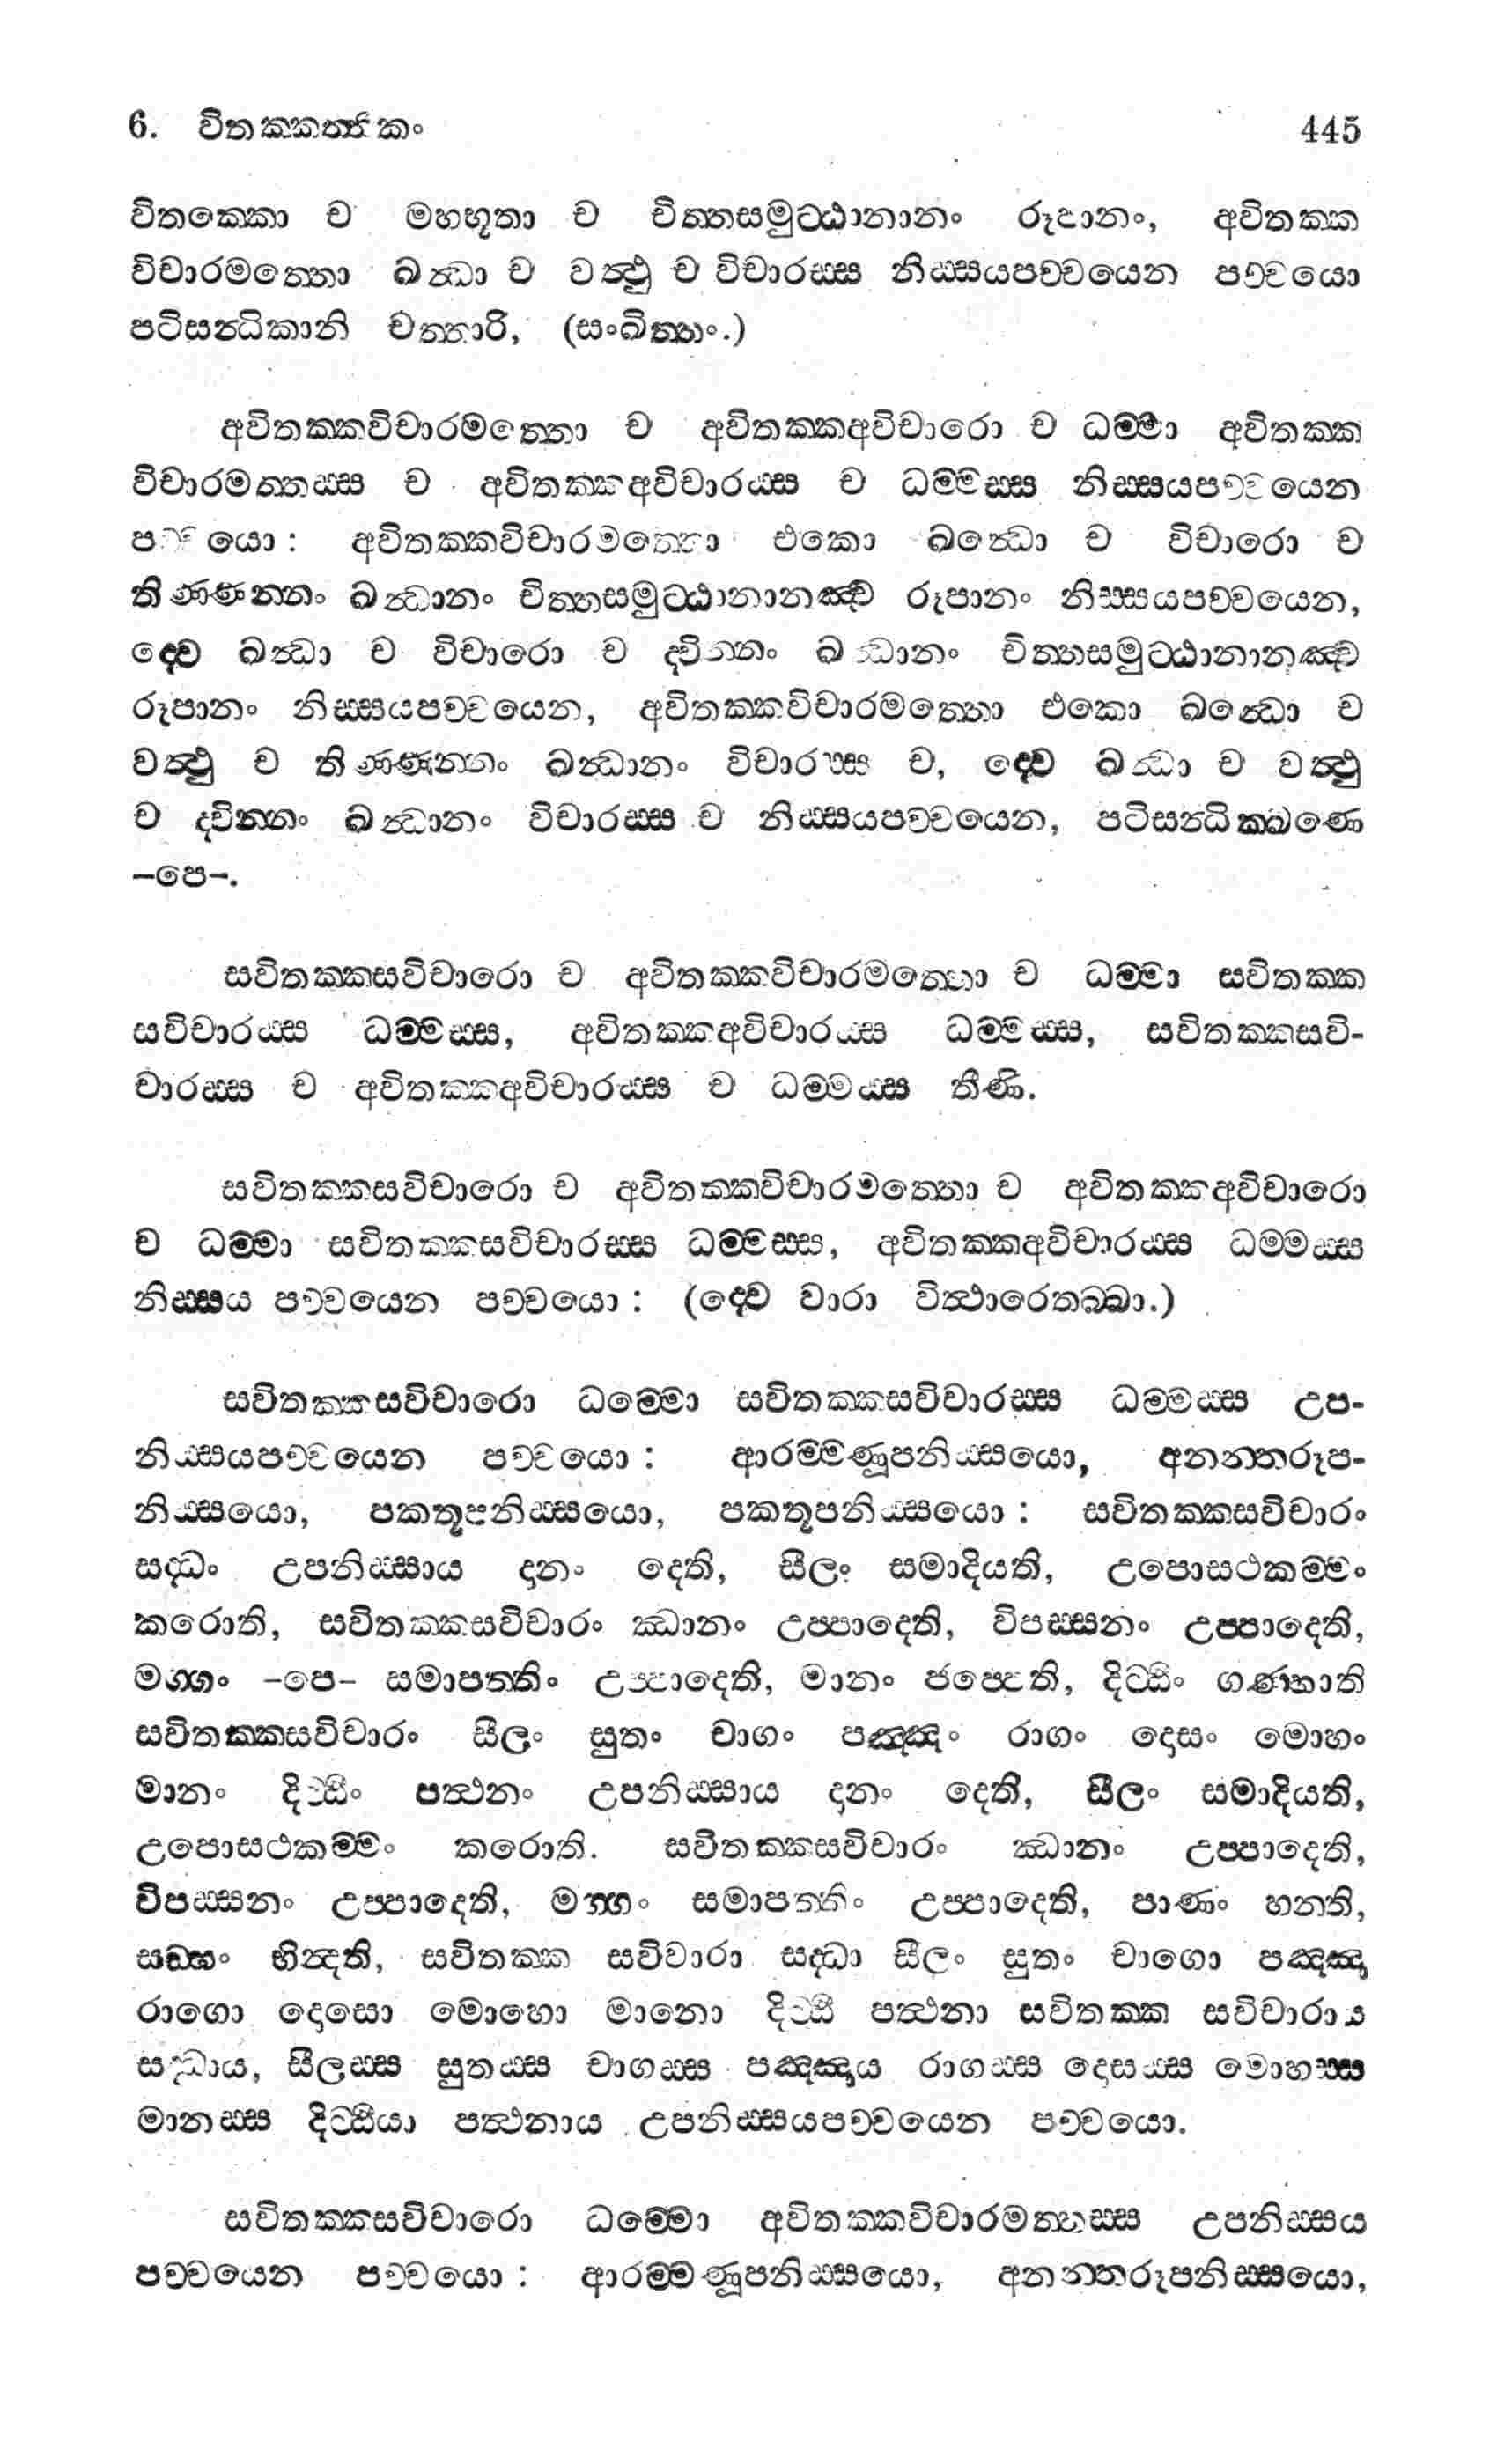 6. විතක්කත්තිකං 445
විතක්කො ච මහභූතා ච චිත්තසමුට්ඨානානං රූපානං, අවිතක්ක
විචාරමත්තො ඛන්ධා ච වත්ථු ච විචාරස්ස නිස්සයපච්චයෙන පච්චයො
පටිසන්ධිකානි චත්තාරි, (සංඛිත්තං.)
අවිතක්කවිචාරමත්තො ච අවිතක්කඅවිචාරො ච ධම්මා අවිතක්ක
විචාරමත්තස්ස ච අවිතක්කඅවිචාරස්ස ච ධම්මස්ස නිස්සයපච්චයෙන
පච්චයො : අවිතක්කවිචාරමත්තො එකො ඛන්ධො ච විචාරො ච
තිණ්ණන්නං ඛන්ධානං චිත්තසමුට්ඨානානඤ්ච රූපානං නිස්සයපච්චයෙන,
ද්වෙ ඛන්ධා ච විචාරො ච ද්වින්නං ඛන්ධානං චිත්තසමුට්ඨානානඤ්ච
රූපානං නිස්සයපච්චයෙන, අවිතක්කවිචාරමත්තො එකො ඛන්ධො ච
වත්ථු ච තිණ්ණන්නං ඛන්ධානං විචාරස්ස ච, ද්වෙ ඛන්ධා ච වත්ථු
ච ද්වින්නං ඛන්ධානං විචාරස්ස ච නිස්සයපච්චයෙන, පටිසන්ධික්ඛණෙ
–පෙ–.
සවිතක්කසවිචාරො ච අවිතක්කවිචාරමත්තො ච ධම්මා සවිතක්ක
සවිචාරස්ස ධම්මස්ස, අවිතක්කඅවිචාරස්ස ධම්මස්ස, සවිතක්කසවි-
චාරස්ස ච අවිතක්කඅවිචාරස්ස ච ධම්මස්ස තීණි.
සවිතක්කසවිචාරො ච අවිතක්කවිචාරමත්තො ච අවිතක්කඅවිචාරො
ච ධම්මා සවිතක්කසවිචාරස්ස ධම්මස්ස, අවිතක්කඅවිචාරස්ස ධම්මස්ස
නිස්සය පච්චයෙන පච්චයො : (ද්වෙ වාරා විත්ථාරෙතබ්බා.)
සවිතක්කසවිචාරො ධම්මො සවිතක්කසවිචාරස්ස ධම්මස්ස උප-
නිස්සයපච්චයෙන පච්චයො : ආරම්මණූපනිස්සයො, අනන්තරූප-
නිස්සයො, පකතූපනිස්සයො, පකතූපනිස්සයො : සවිතක්කසවිචාරං
සද්ධං උපනිස්සාය දානං දෙති, සීලං සමාදියති, උපොසථකම්මං
කරොති, සවිතක්කසවිචාරං ඣානං උප්පාදෙති, විපස්සනං උප්පාදෙති,
මග්ගං –පෙ– සමාපත්තිං උප්පාදෙති, මානං ජප්පෙති, දිට්ඨිං ගණ්හාති
සවිතක්කසවිචාරං සීලං සුතං චාගං පඤ්ඤං රාගං දොසං මොහං
මානං දිට්ඨිං පත්ථනං උපනිස්සාය දානං දෙති, සීලං සමාදියති,
උපොසථකම්මං කරොති. සවිතක්කසවිචාරං ඣානං උප්පාදෙති,
විපස්සනං උප්පාදෙති, මග්ගං සමාපත්තිං උප්පාදෙති, පාණං හනති,
සඞ්ඝං භින්දති, සවිතක්ක සවිචාරා සද්ධා සීලං සුතං චාගො පඤ්ඤා
රාගො දොසො මොහො මානො දිට්ඨි පත්ථනා සවිතක්ක සවිචාරාය
සද්ධාය, සීලස්ස සුතස්ස චාගස්ස පඤ්ඤාය රාගස්ස දොසස්ස මොහස්ස
මානස්ස දිට්ඨියා පත්ථනාය උපනිස්සයපච්චයෙන පච්චයො.
සවිතක්කසවිචාරො ධම්මො අවිතක්කවිචාරමත්තස්ස උපනිස්සය
පච්චයෙන පච්චයො : ආරම්මණූපනිස්සයො, අනන්තරූපනිස්සයො,